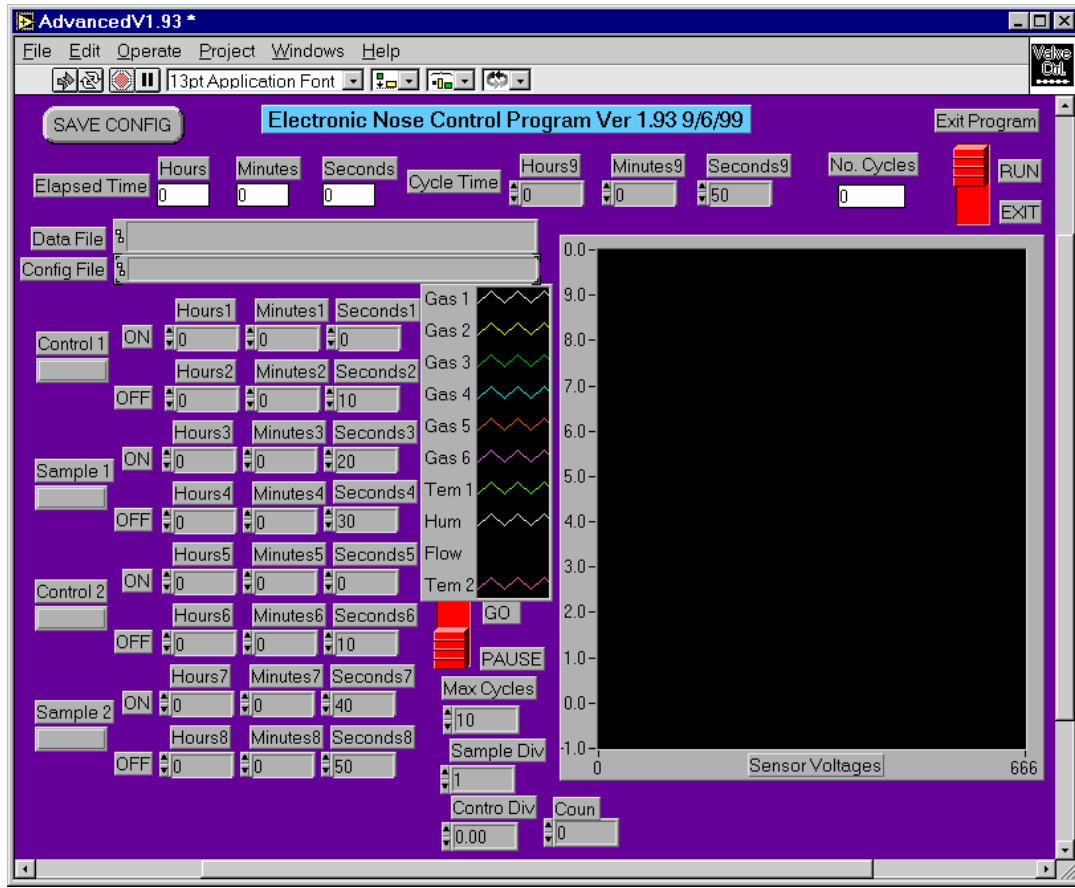 AdvancedV1.93 *
File Edit Operate Project Windows Help
Valve Ctrl.
13pt Application Font
SAVE CONFIG
Electronic Nose Control Program Ver 1.93 9/6/99
Exit Program
Elapsed Time
Hours Minutes Seconds
0 0 0
Cycle Time
Hours9 Minutes9 Seconds9
0 0 50
No. Cycles
0
RUN
EXIT
Data File
Config File
Control 1
ON
Hours1 Minutes1 Seconds1
0 0 0
OFF
Hours2 Minutes2 Seconds2
0 0 10
Sample 1
ON
Hours3 Minutes3 Seconds3
0 0 20
OFF
Hours4 Minutes4 Seconds4
0 0 30
Control 2
ON
Hours5 Minutes5 Seconds5
0 0 0
OFF
Hours6 Minutes6 Seconds6
0 0 10
Sample 2
ON
Hours7 Minutes7 Seconds7
0 0 40
OFF
Hours8 Minutes8 Seconds8
0 0 50
Gas 1
Gas 2
Gas 3
Gas 4
Gas 5
Gas 6
Tem 1
Hum
Flow
Tem 2
GO
PAUSE
Max Cycles
10
Sample Div
1
Contro Div
0.00
Coun
0
0.0
9.0
8.0
7.0
6.0
5.0
4.0
3.0
2.0
1.0
0.0
-1.0
0 Sensor Voltages 666